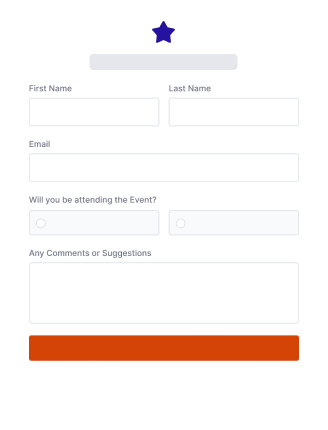 First Name
Last Name
Email
Will you be attending the Event?
Any Comments or Suggestions